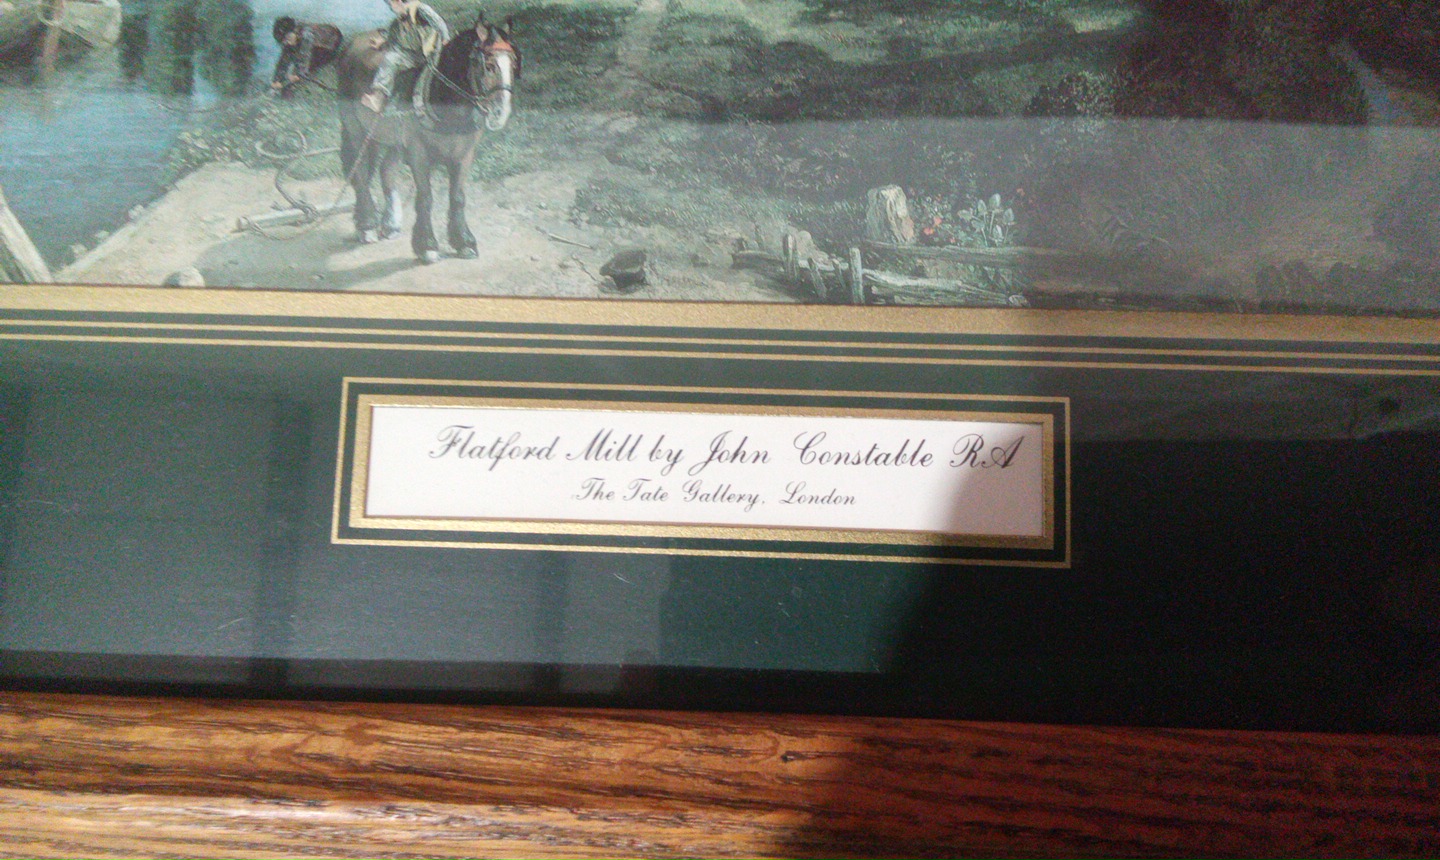 Flatford Mill by John Constable RA
The Tate Gallery, London